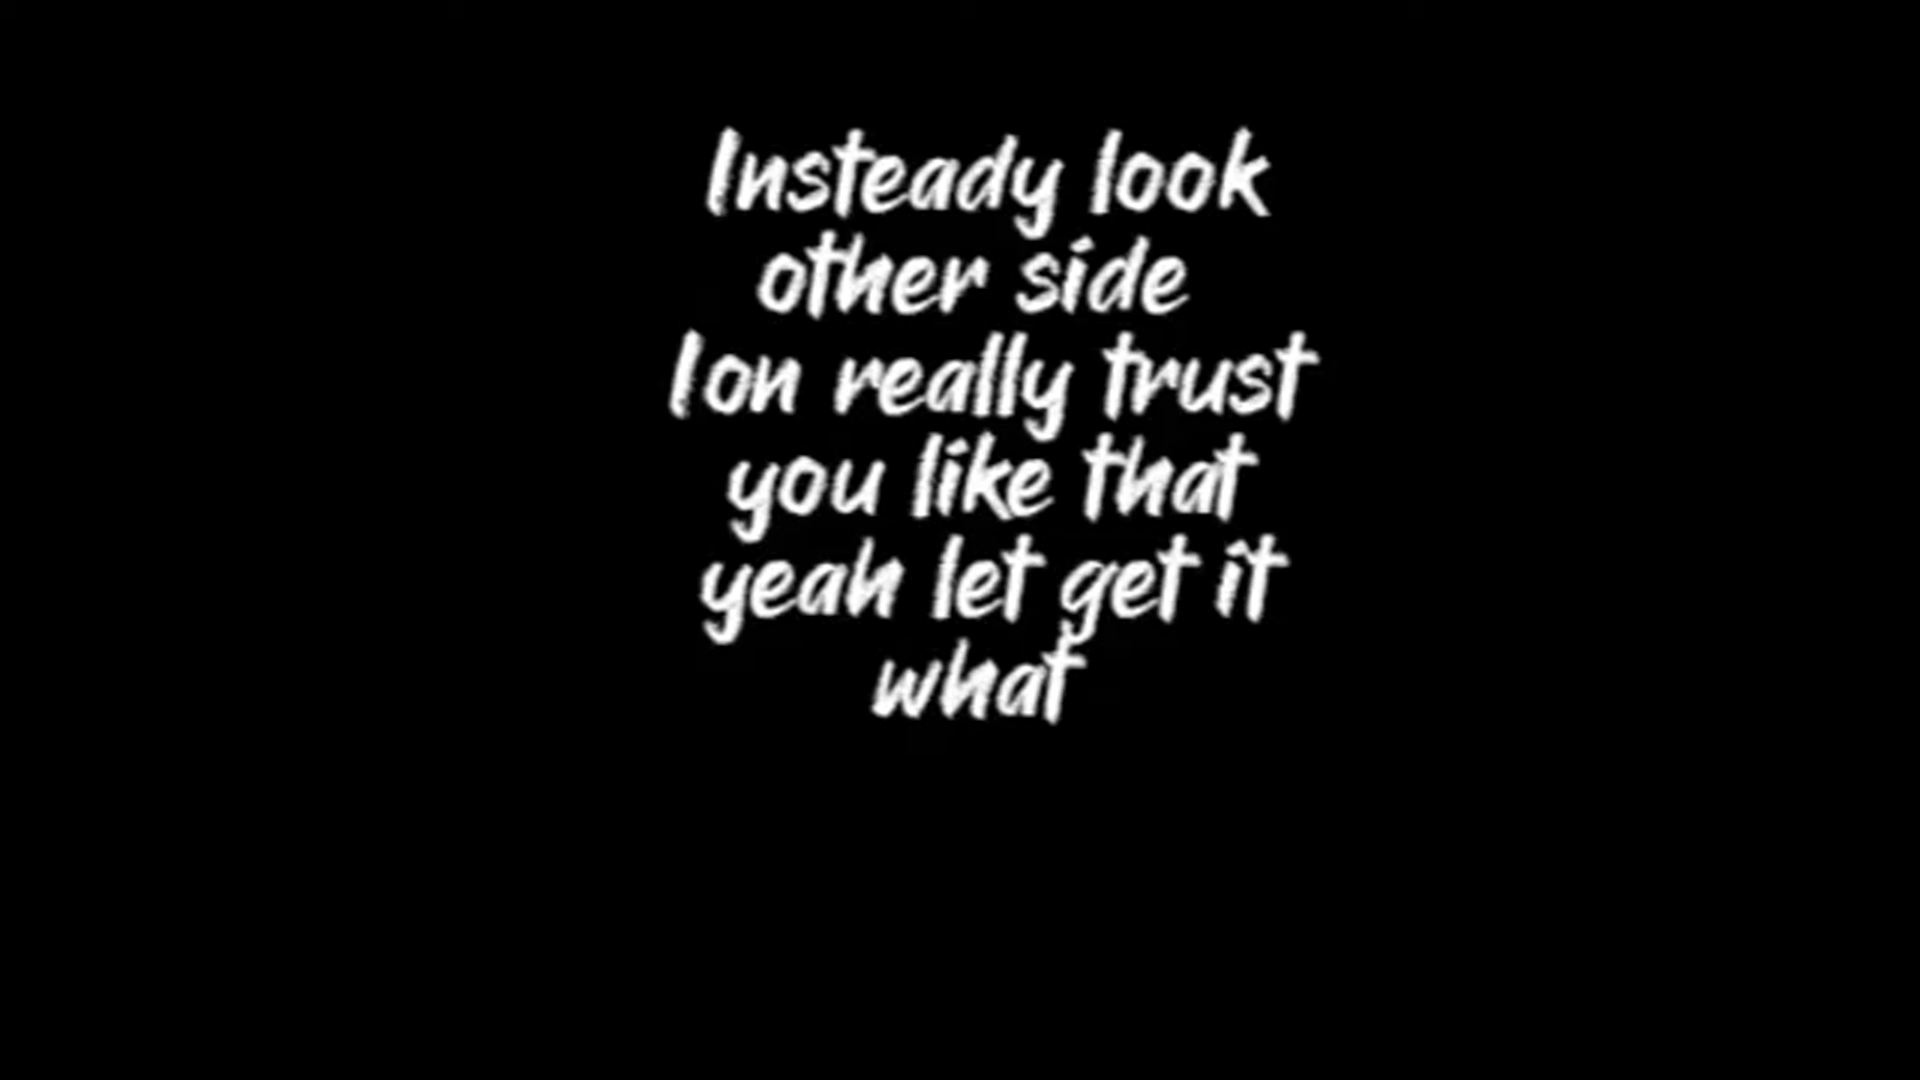 Insteady look
other side
Ion really trust
you like that
yeah let get it
what